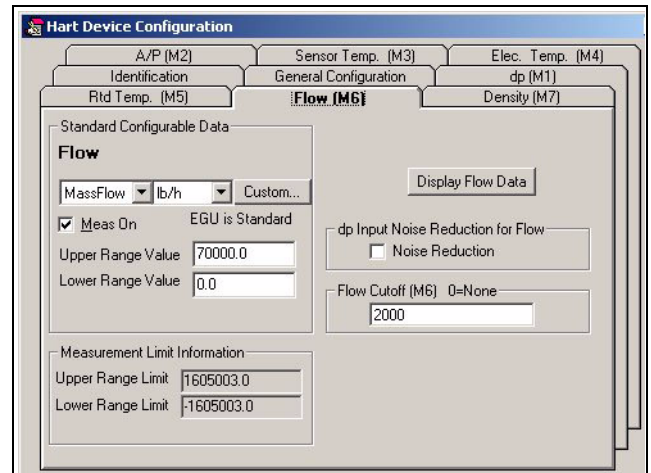 Hart Device Configuration
A/P (M2) Sensor Temp. (M3) Elec. Temp. (M4)
Identification General Configuration dp (M1)
Rtd Temp. (M5) Flow (M6) Density (M7)
Standard Configurable Data
Flow
MassFlow lb/h Custom...
Meas On EGU is Standard
Upper Range Value 70000.0
Lower Range Value 0.0
Measurement Limit Information
Upper Range Limit 1605003.0
Lower Range Limit -1605003.0
Display Flow Data
dp Input Noise Reduction for Flow
Noise Reduction
Flow Cutoff (M6) 0=None
2000